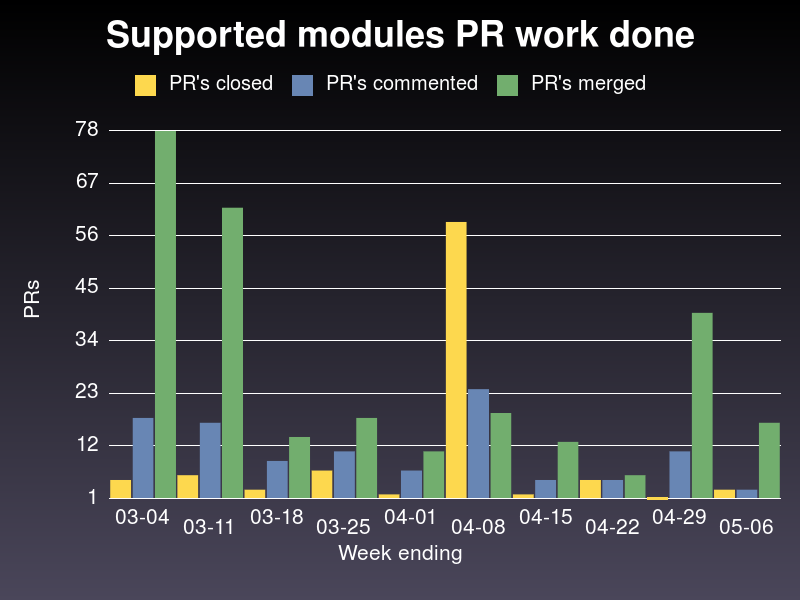 Supported modules PR work done
PR's closed PR's commented PR's merged
78
67
56
45
34
23
12
1
PRs
03-04 03-11 03-18 03-25 04-01 04-08 04-15 04-22 04-29 05-06
Week ending